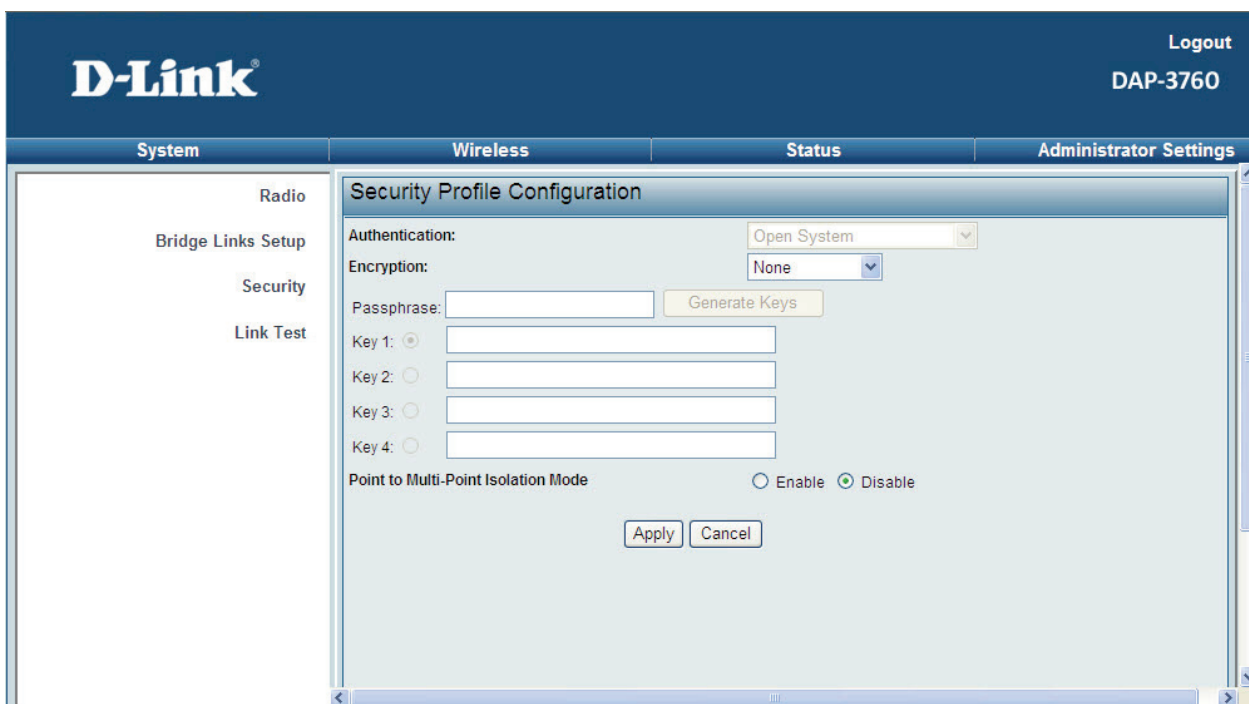 Logout
D-Link®
DAP-3760
System Wireless Status Administrator Settings
Radio
Bridge Links Setup
Security
Link Test
Security Profile Configuration
Authentication: Open System
Encryption: None
Passphrase: Generate Keys
Key 1:
Key 2:
Key 3:
Key 4:
Point to Multi-Point Isolation Mode Enable Disable
Apply Cancel